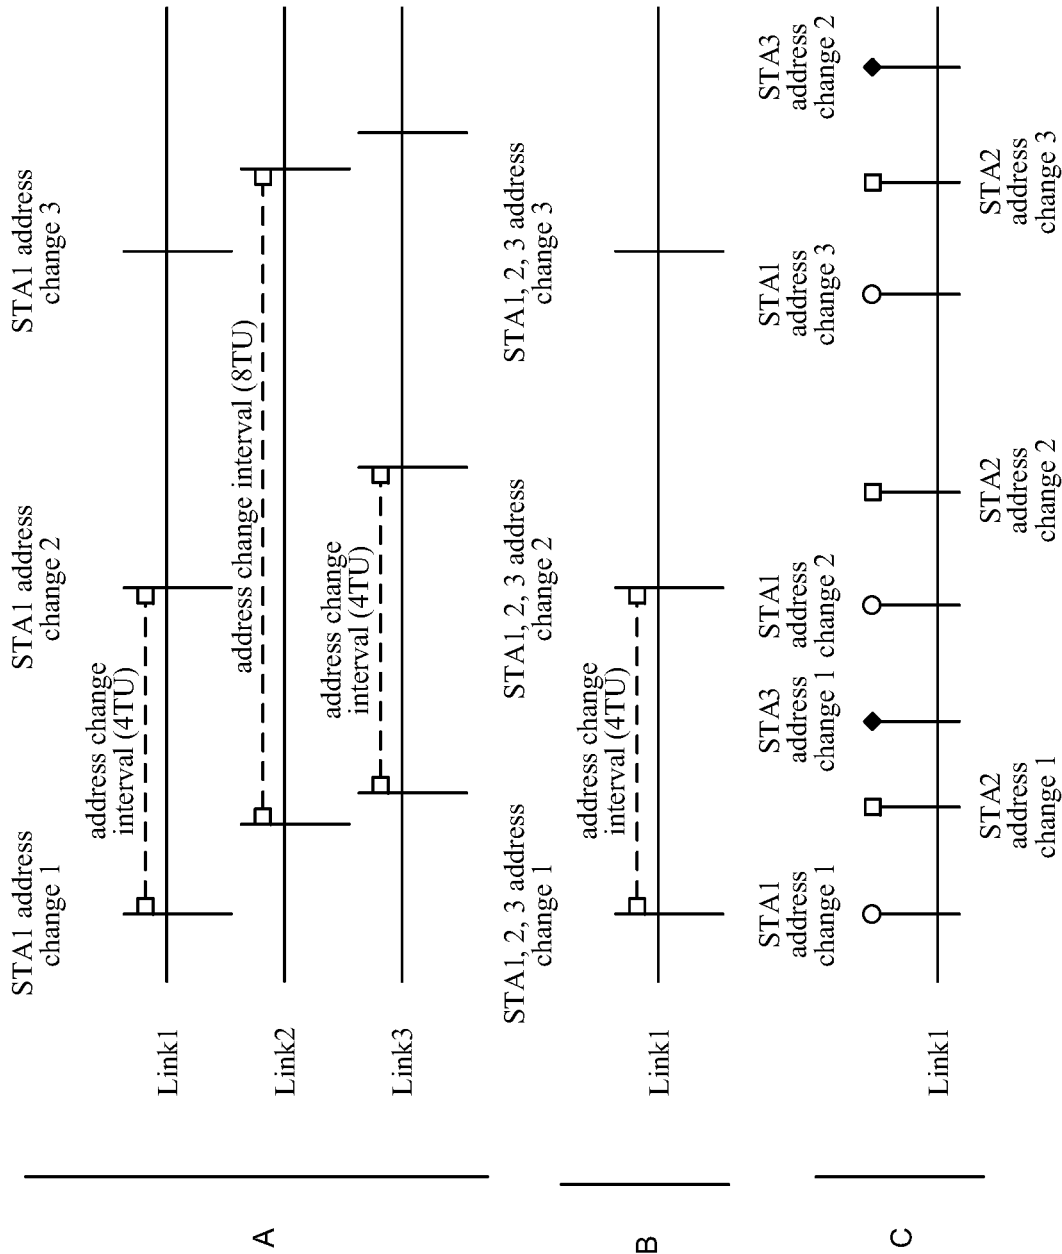 STA1 address
change 1
STA1 address
change 2
STA1 address
change 3
address change
interval (4TU)
Link1
address change interval (8TU)
Link2
address change
interval (4TU)
Link3
A
STA1, 2, 3 address
change 1
STA1, 2, 3 address
change 2
STA1, 2, 3 address
change 3
address change
interval (4TU)
Link1
B
STA1
address
change 1
STA3
address
change 1
STA1
address
change 2
STA1
address
change 3
STA3
address
change 2
Link1
STA2
address
change 1
STA2
address
change 2
STA2
address
change 3
C